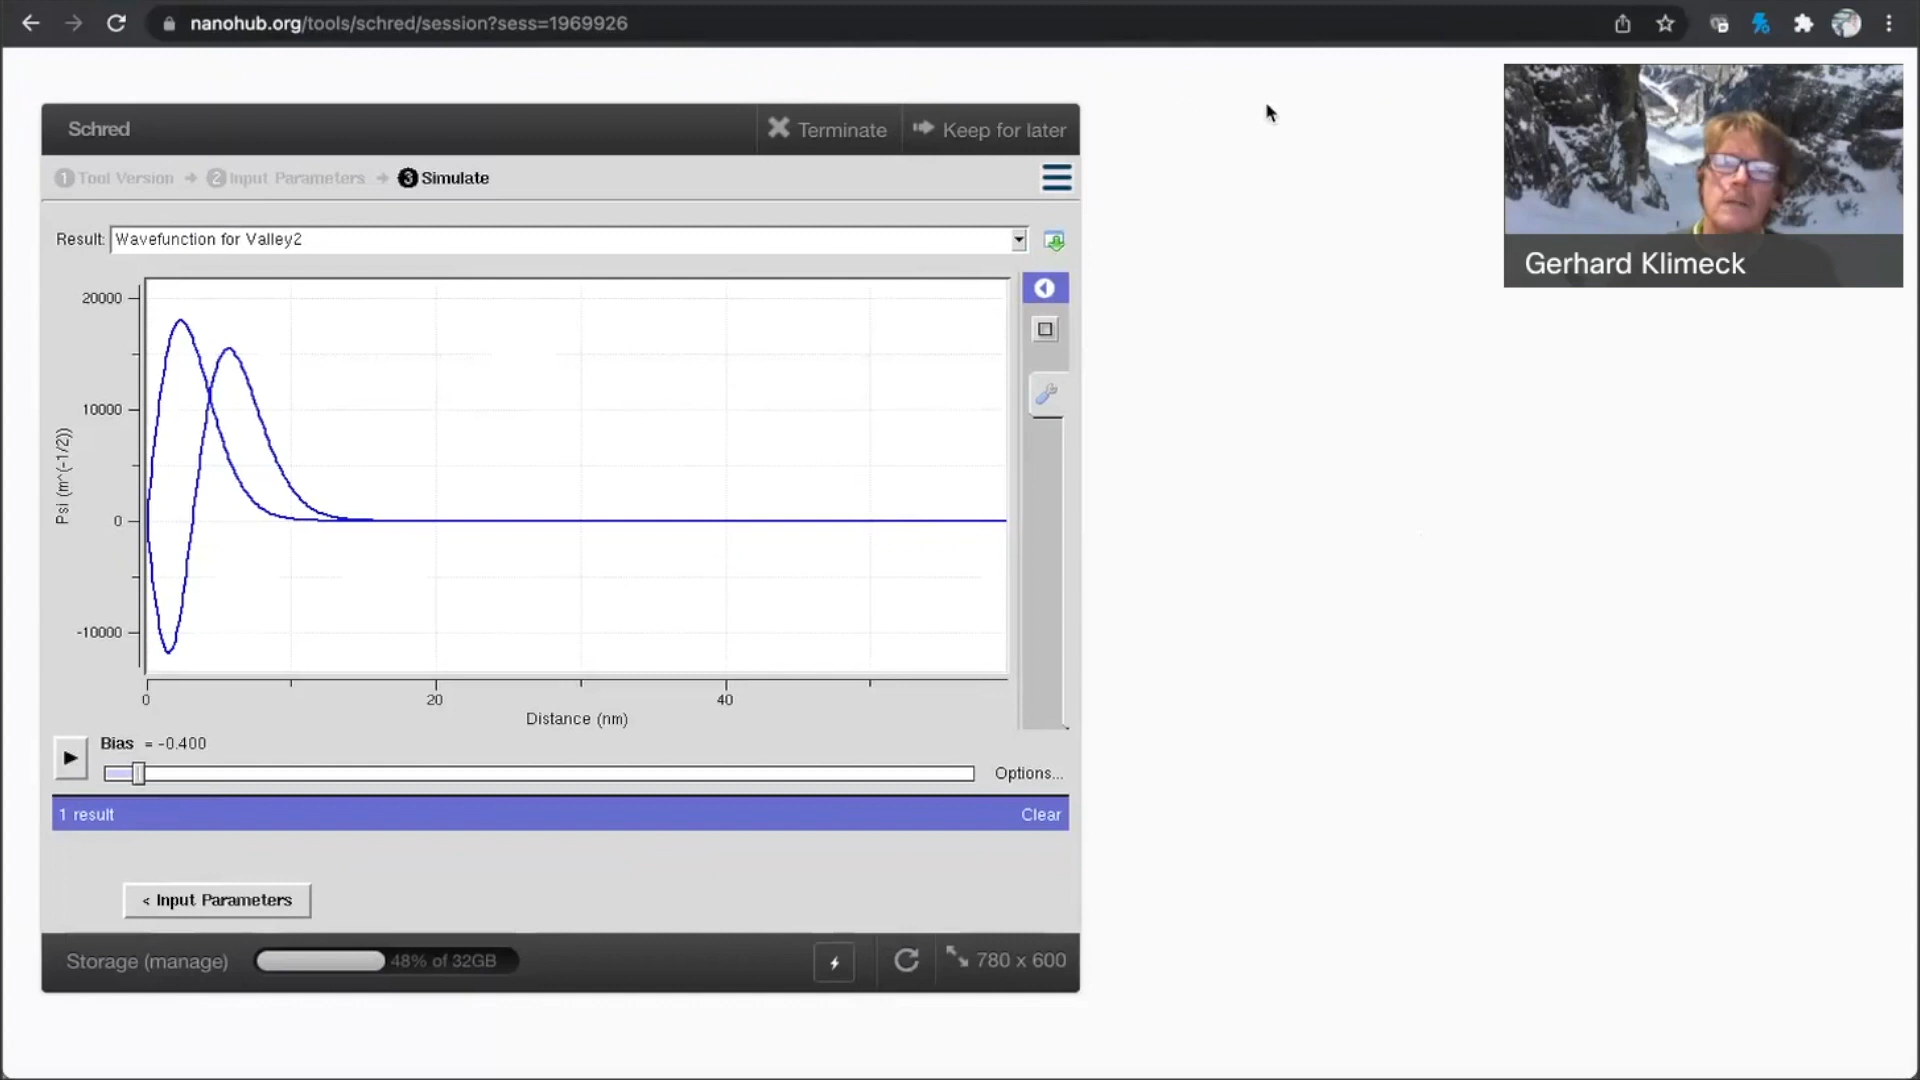 nanohub.org/tools/schred/session?sess=1969926
Schred
Terminate
Keep for later
1 Tool Version
2 Input Parameters
3 Simulate
Result: Wavefunction for Valley2
20000
10000
0
-10000
Psi (m^(-1/2))
0
20
40
Distance (nm)
Bias = -0.400
Options...
1 result
Clear
< Input Parameters
Storage (manage)
48% of 32GB
780 x 600
Gerhard Klimeck